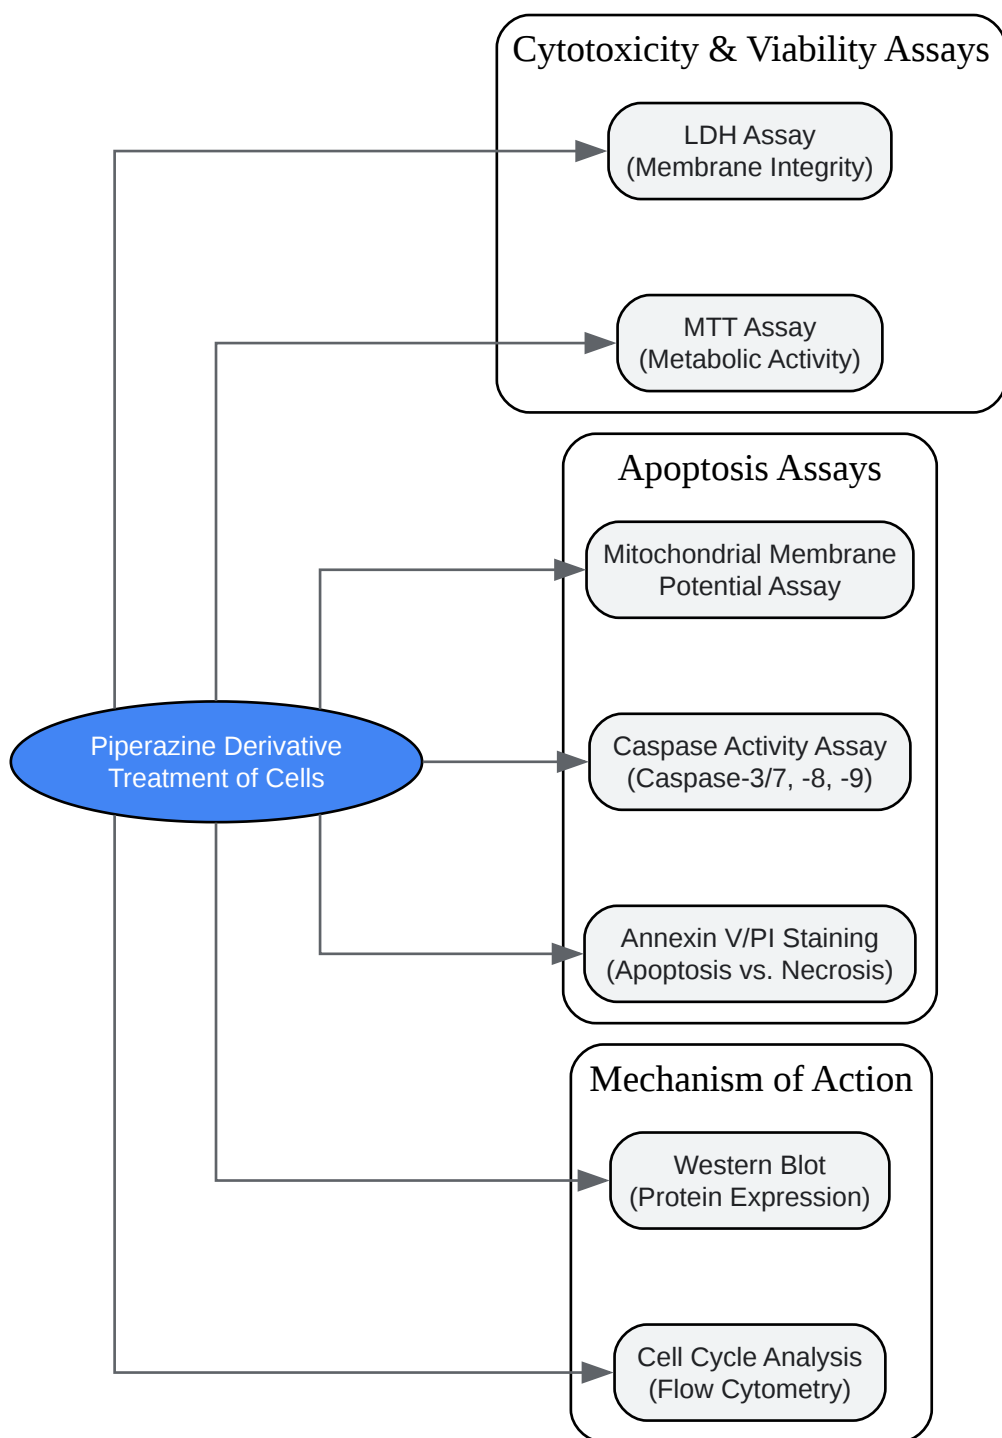 Cytotoxicity & Viability Assays
LDH Assay
(Membrane Integrity)
MTT Assay
(Metabolic Activity)
Apoptosis Assays
Mitochondrial Membrane
Potential Assay
Piperazine Derivative
Treatment of Cells
Caspase Activity Assay
(Caspase-3/7, -8, -9)
Annexin V/PI Staining
(Apoptosis vs. Necrosis)
Mechanism of Action
Western Blot
(Protein Expression)
Cell Cycle Analysis
(Flow Cytometry)